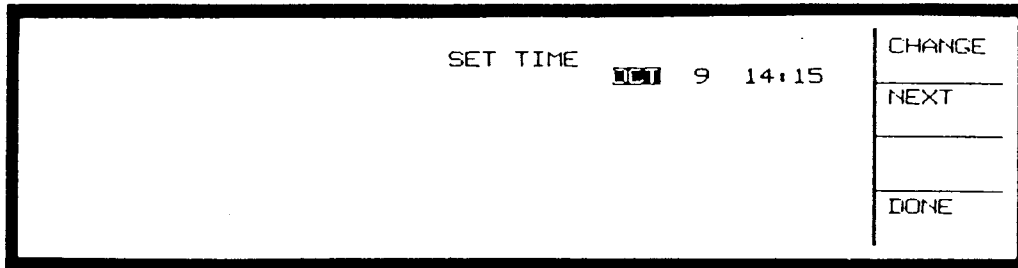 SET TIME
OCT 9 14:15
CHANGE
NEXT
DONE